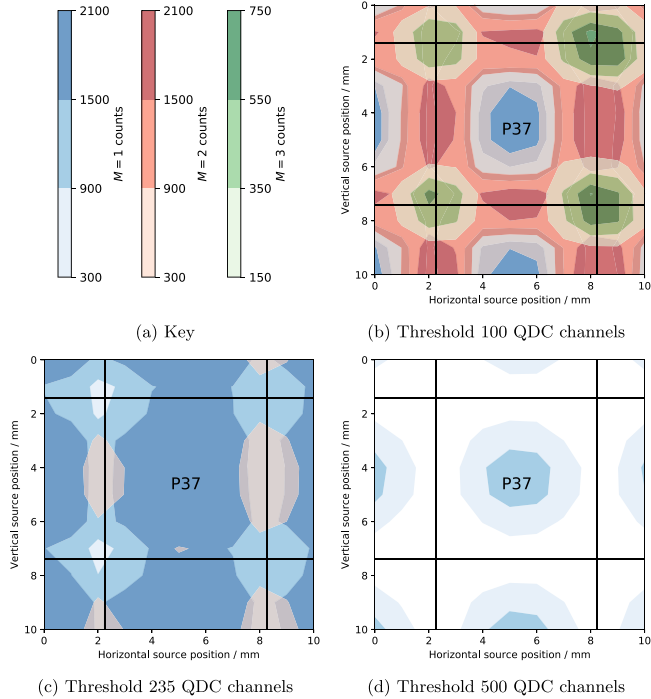 2100
1500
900
300
M = 1 counts
2100
1500
900
300
M = 2 counts
750
550
350
150
M = 3 counts
(a) Key
0
2
4
6
8
10
Vertical source position / mm
P37
0 2 4 6 8 10
Horizontal source position / mm
(b) Threshold 100 QDC channels
0
2
4
6
8
10
Vertical source position / mm
P37
0 2 4 6 8 10
Horizontal source position / mm
(c) Threshold 235 QDC channels
0
2
4
6
8
10
Vertical source position / mm
P37
0 2 4 6 8 10
Horizontal source position / mm
(d) Threshold 500 QDC channels